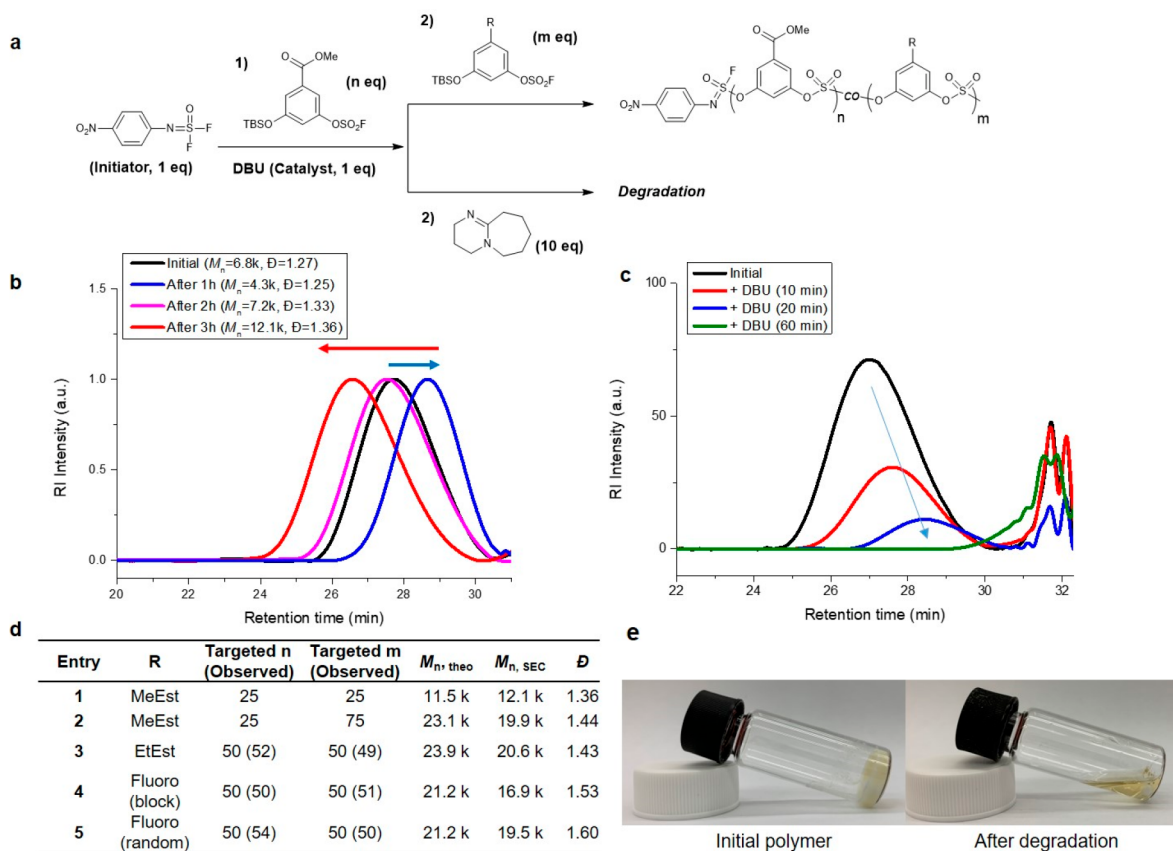 a
1)
O
OMe
(n eq)
TBSO
OSO₂F
2)
R
(m eq)
TBSO
OSO₂F
NO₂
N=S
O
F
F
(Initiator, 1 eq)
DBU (Catalyst, 1 eq)
O
OMe
F
O
S
NO₂
N
O
O
O
S
O
n
co
O
R
O
O
S
O
m
Degradation
2)
N
N
(10 eq)
b
Initial (Mn=6.8k, Đ=1.27)
After 1h (Mn=4.3k, Đ=1.25)
After 2h (Mn=7.2k, Đ=1.33)
After 3h (Mn=12.1k, Đ=1.36)
RI Intensity (a.u.)
1.5
1.0
0.5
0.0
20 22 24 26 28 30
Retention time (min)
c
Initial
+ DBU (10 min)
+ DBU (20 min)
+ DBU (60 min)
RI Intensity (a.u.)
100
50
0
22 24 26 28 30 32
Retention time (min)
d
Entry R Targeted n (Observed) Targeted m (Observed) Mn, theo Mn, SEC Đ
1 MeEst 25 25 11.5 k 12.1 k 1.36
2 MeEst 25 75 23.1 k 19.9 k 1.44
3 EtEst 50 (52) 50 (49) 23.9 k 20.6 k 1.43
4 Fluoro (block) 50 (50) 50 (51) 21.2 k 16.9 k 1.53
5 Fluoro (random) 50 (54) 50 (50) 21.2 k 19.5 k 1.60
e
Initial polymer
After degradation